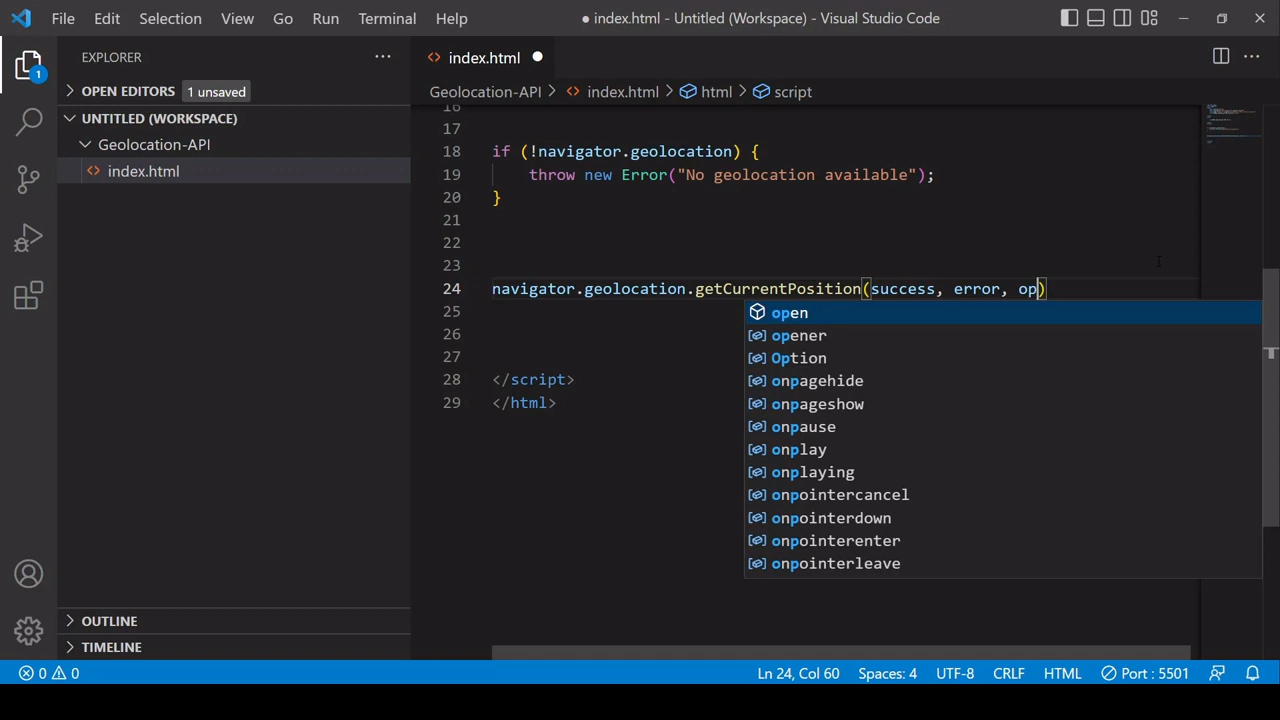 File Edit Selection View Go Run Terminal Help ● index.html - Untitled (Workspace) - Visual Studio Code
EXPLORER ···
index.html
OPEN EDITORS 1 unsaved
Geolocation-API > index.html > html > script
UNTITLED (WORKSPACE)
Geolocation-API
index.html
1
16
17
18 if (!navigator.geolocation) {
19 throw new Error("No geolocation available");
20 }
21
22
23
24 navigator.geolocation.getCurrentPosition(success, error, op)
25
26
27
28 </script>
29 </html>
open
opener
Option
onpagehide
onpageshow
onpause
onplay
onplaying
onpointercancel
onpointerdown
onpointerenter
onpointerleave
OUTLINE
TIMELINE
0 0 Ln 24, Col 60 Spaces: 4 UTF-8 CRLF HTML Port : 5501